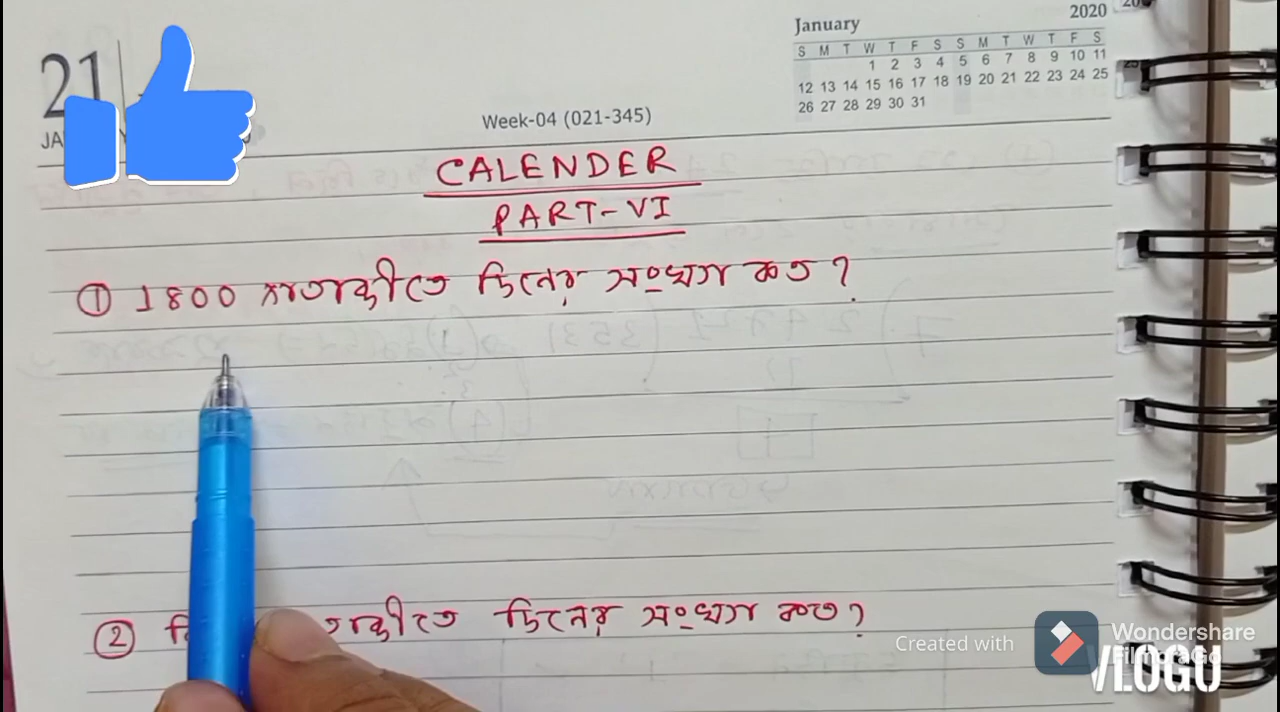 21
January 2020
S M T W T F S S M T W T F S
1 2 3 4 5 6 7 8 9 10 11
12 13 14 15 16 17 18 19 20 21 22 23 24 25
26 27 28 29 30 31
Week-04 (021-345)
CALENDER
PART-VI
① 1800 শতাব্দীতে দিনের সংখ্যা কত?
② শতাব্দীতে দিনের সংখ্যা কত?
Created with Wondershare
FilmoraGo
VLOGU